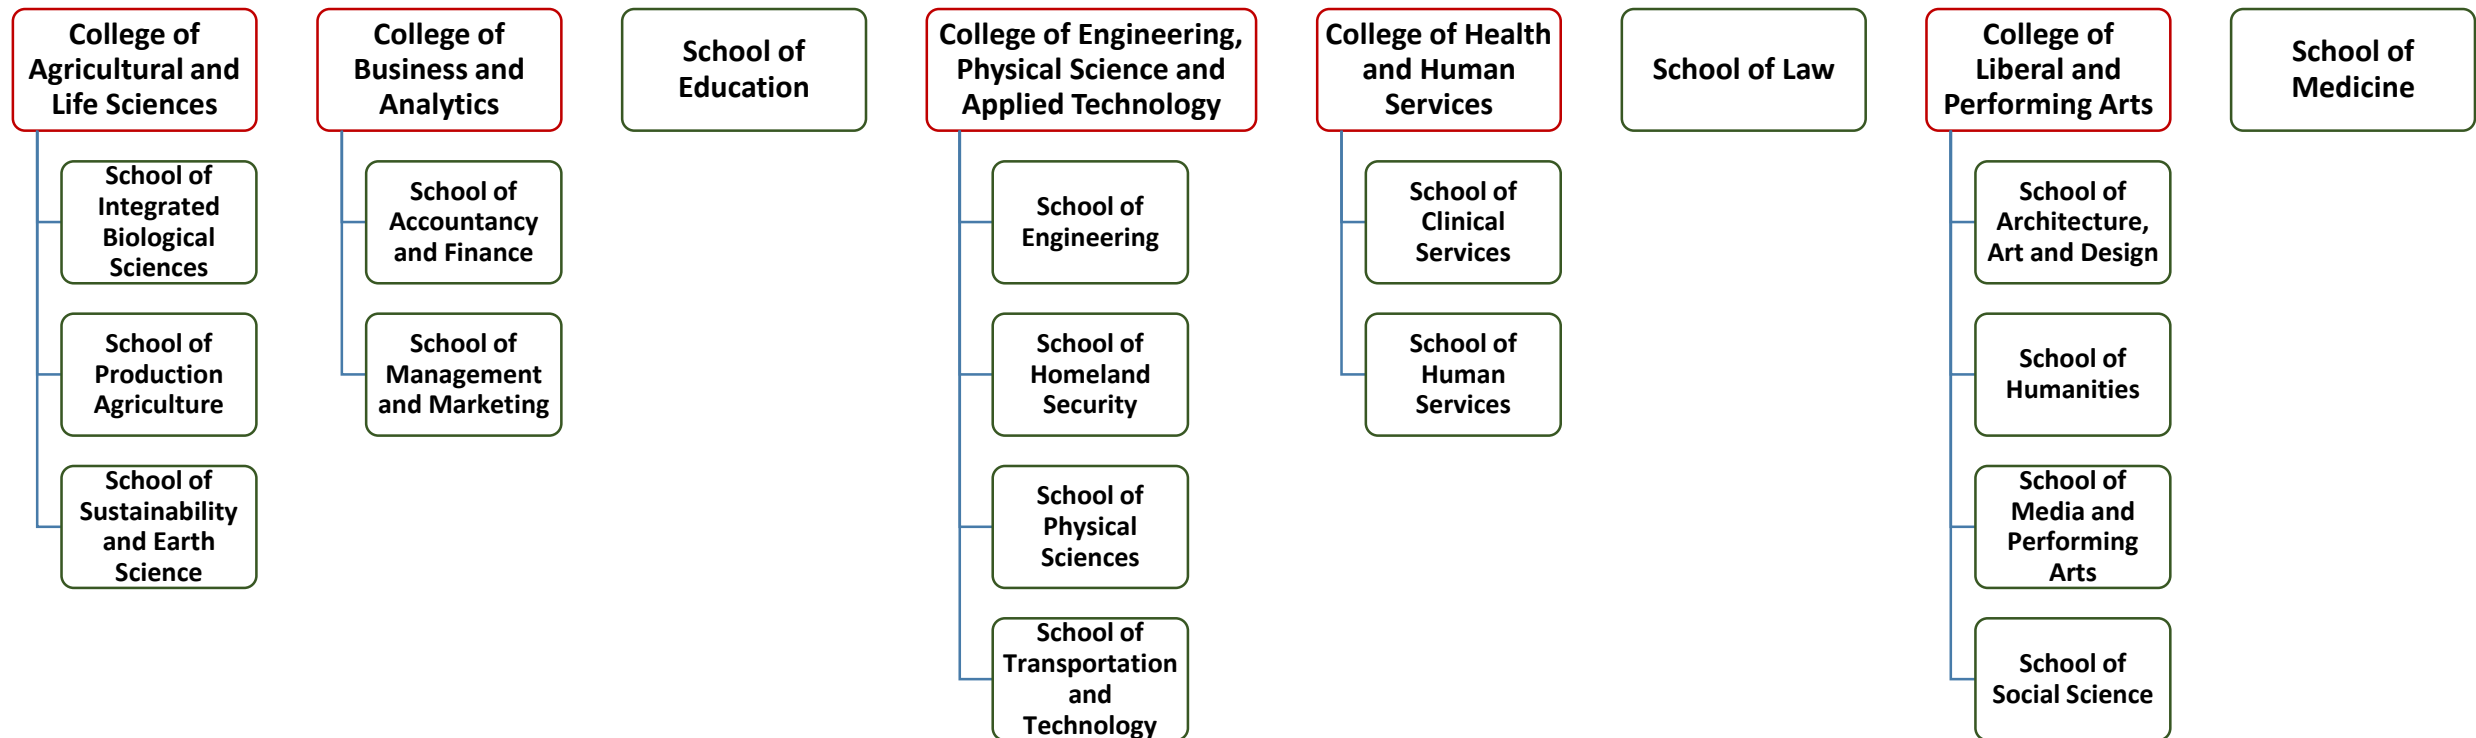 College of
Agricultural and
Life Sciences
School of
Integrated
Biological
Sciences
School of
Production
Agriculture
School of
Sustainability
and Earth
Science
College of
Business and
Analytics
School of
Accountancy
and Finance
School of
Management
and Marketing
School of
Education
College of Engineering,
Physical Science and
Applied Technology
School of
Engineering
School of
Homeland
Security
School of
Physical
Sciences
School of
Transportation
and
Technology
College of Health
and Human
Services
School of
Clinical
Services
School of
Human
Services
School of Law
College of
Liberal and
Performing Arts
School of
Architecture,
Art and Design
School of
Humanities
School of
Media and
Performing
Arts
School of
Social Science
School of
Medicine